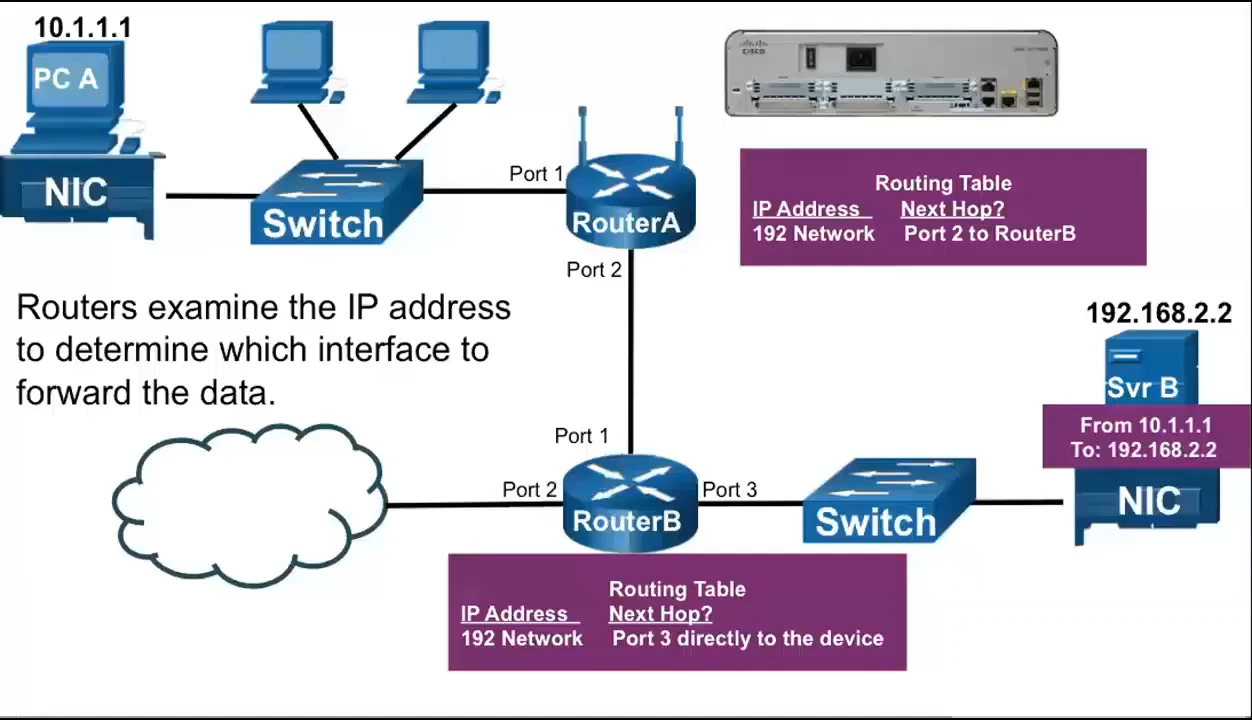 10.1.1.1
PC A
NIC
Switch
Port 1
RouterA
Port 2
CISCO
Routing Table
IP Address Next Hop?
192 Network Port 2 to RouterB
Routers examine the IP address
to determine which interface to
forward the data.
192.168.2.2
Svr B
From 10.1.1.1
To: 192.168.2.2
NIC
Port 1
Port 2
RouterB
Port 3
Switch
Routing Table
IP Address Next Hop?
192 Network Port 3 directly to the device